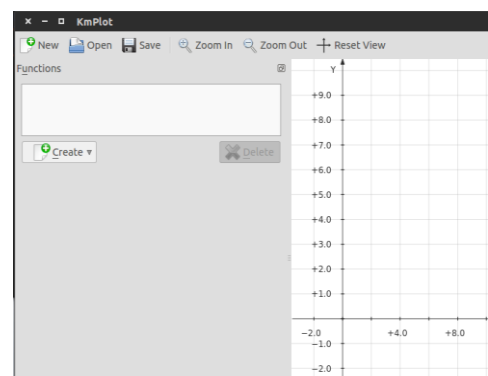 KmPlot
New Open Save Zoom In Zoom Out Reset View
Functions
Y
+9.0
+8.0
Create Delete
+7.0
+6.0
+5.0
+4.0
+3.0
+2.0
+1.0
−2.0 +4.0 +8.0
−1.0
−2.0